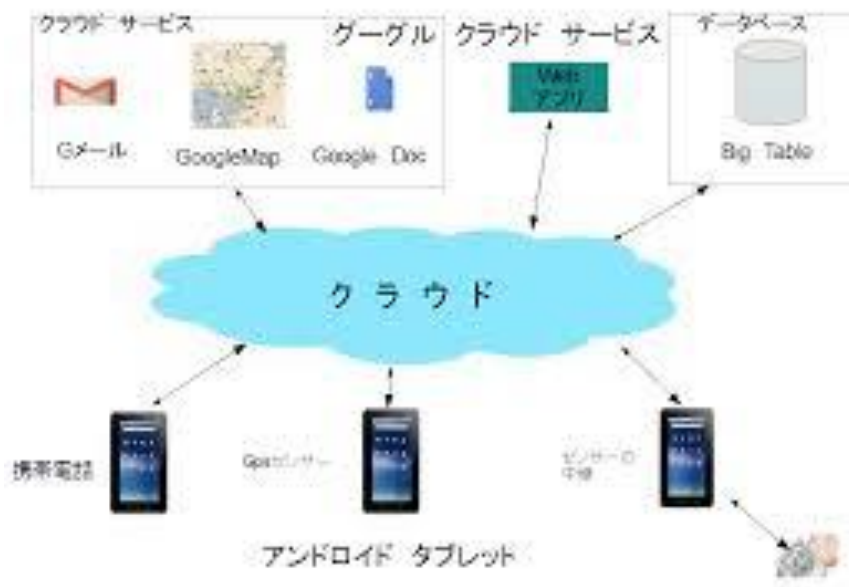 クラウド サービス
グーグル
クラウド サービス
データベース
Web
アプリ
Gメール
GoogleMap
Google Doc
Big Table
クラウド
携帯電話
Gpsセンサー
センサーの
中継
アンドロイド タブレット